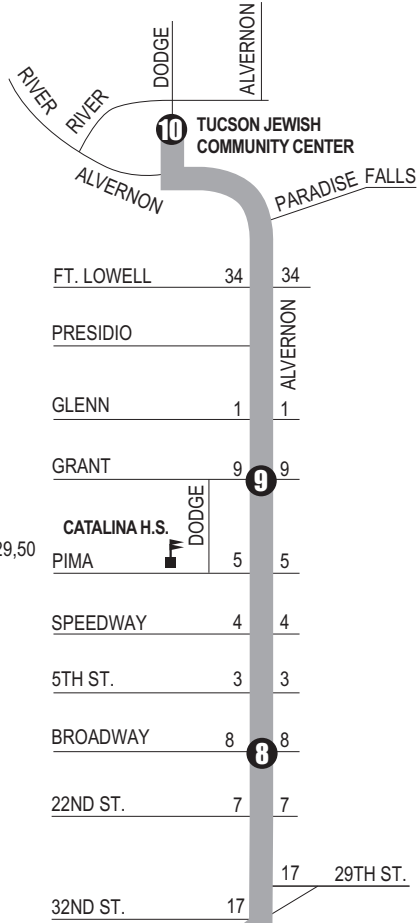 DODGE
ALVERNON
RIVER
RIVER
10 TUCSON JEWISH
COMMUNITY CENTER
ALVERNON
PARADISE FALLS
FT. LOWELL 34 34
ALVERNON
PRESIDIO
GLENN 1 1
GRANT 9 9 9
DODGE
CATALINA H.S.
29,50
PIMA 5 5
SPEEDWAY 4 4
5TH ST. 3 3
BROADWAY 8 8 8
22ND ST. 7 7
17 29TH ST.
32ND ST. 17